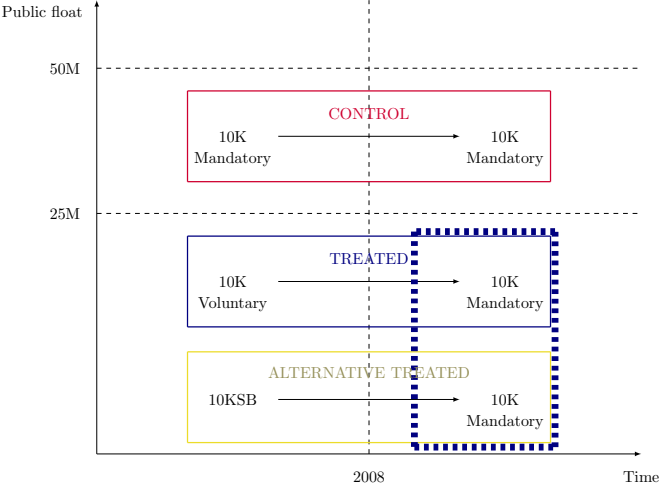 Public float
50M
CONTROL
10K
Mandatory
10K
Mandatory
25M
TREATED
10K
Voluntary
10K
Mandatory
ALTERNATIVE TREATED
10KSB
10K
Mandatory
2008
Time